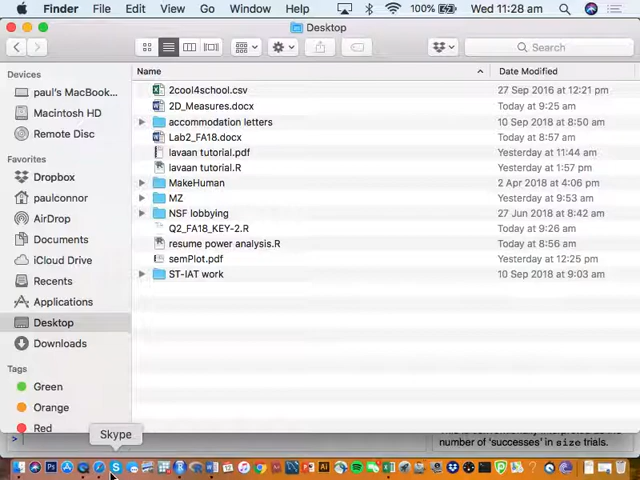 Finder File Edit View Go Window Help 100% Wed 11:28 am
Desktop
Search
Devices
paul's MacBook...
Macintosh HD
Remote Disc
Favorites
Dropbox
paulconnor
AirDrop
Documents
iCloud Drive
Recents
Applications
Desktop
Downloads
Tags
Green
Orange
Red
Name Date Modified
2cool4school.csv 27 Sep 2016 at 12:21 pm
2D_Measures.docx Today at 9:25 am
accommodation letters 10 Sep 2018 at 8:50 am
Lab2_FA18.docx Today at 8:57 am
lavaan tutorial.pdf Yesterday at 11:44 am
lavaan tutorial.R Yesterday at 1:57 pm
MakeHuman 2 Apr 2018 at 4:06 pm
MZ Yesterday at 9:53 am
NSF lobbying 27 Jun 2018 at 8:42 am
Q2_FA18_KEY-2.R Today at 9:26 am
resume power analysis.R Today at 8:56 am
semPlot.pdf Yesterday at 12:25 pm
ST-IAT work 10 Sep 2018 at 9:03 am
Skype
>
number of 'successes' in size trials.